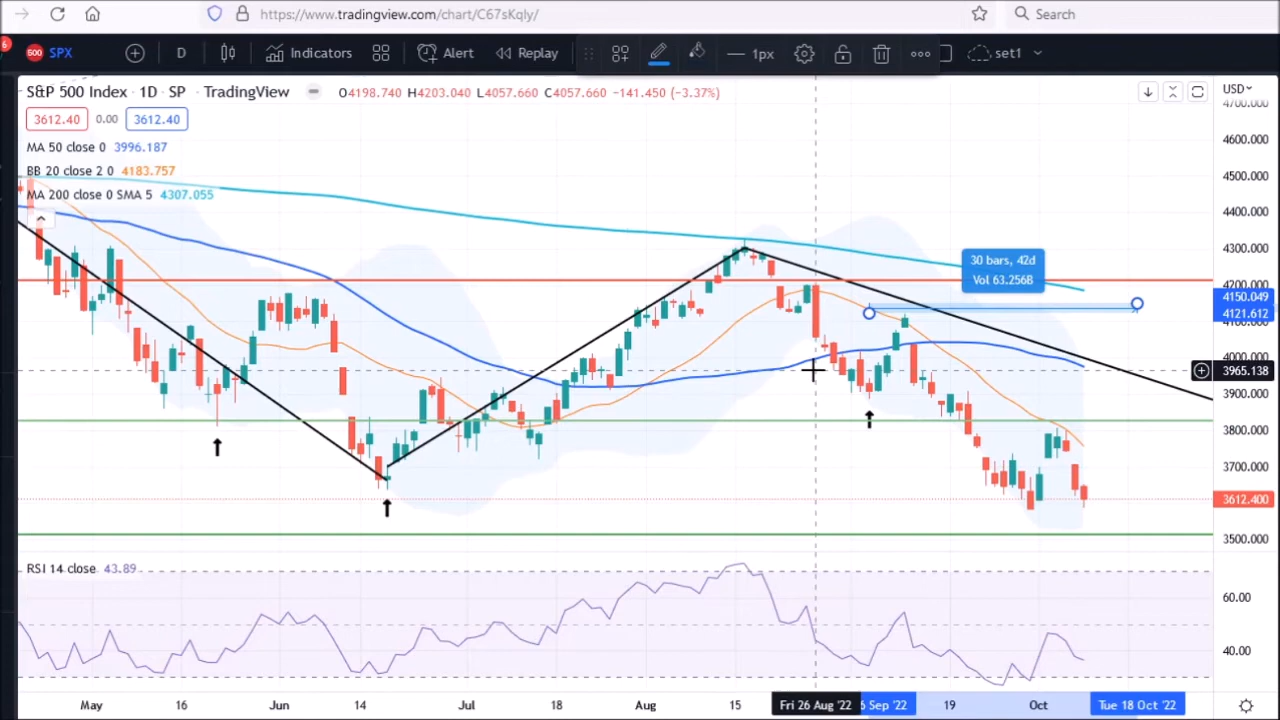 https://www.tradingview.com/chart/C67sKqly/
Search
6
500 SPX D Indicators Alert Replay 1px set1
S&P 500 Index · 1D · SP · TradingView O4198.740 H4203.040 L4057.660 C4057.660 -141.450 (-3.37%)
USD
3612.40 0.00 3612.40
MA 50 close 0 3996.187
BB 20 close 2 0 4183.757
MA 200 close 0 SMA 5 4307.055
4700.000
4600.000
4500.000
4400.000
4300.000
30 bars, 42d
Vol 63.256B
4200.000
4150.049
4121.612
4100.000
4000.000
3965.138
3900.000
3800.000
3700.000
3612.400
3500.000
RSI 14 close 43.89
60.00
40.00
May 16 Jun 14 Jul 18 Aug 15 Fri 26 Aug '22 6 Sep '22 19 Oct Tue 18 Oct '22